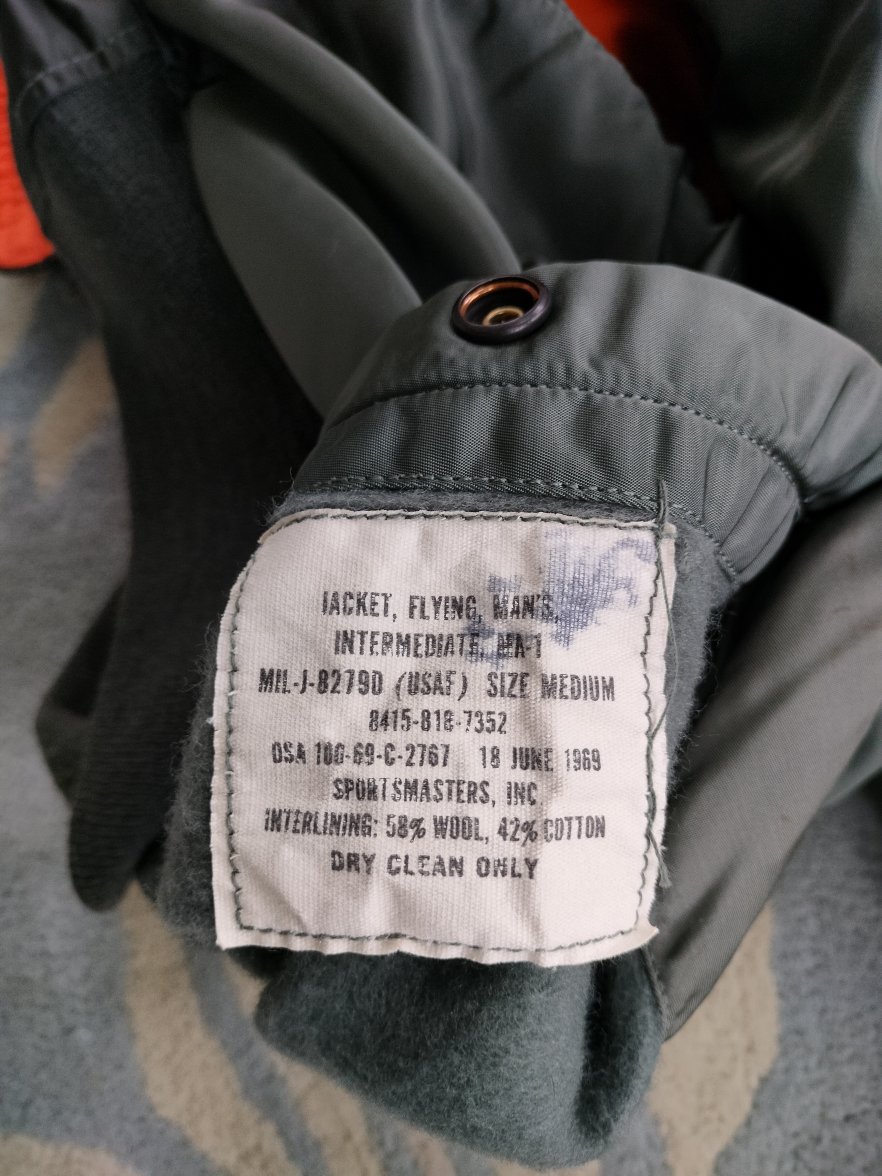 JACKET, FLYING, MAN'S,
INTERMEDIATE, MA-1
MIL-J-8279D (USAF) SIZE MEDIUM
8415-818-7352
DSA 100-69-C-2767 18 JUNE 1969
SPORTSMASTERS, INC.
INTERLINING: 58% WOOL, 42% COTTON
DRY CLEAN ONLY